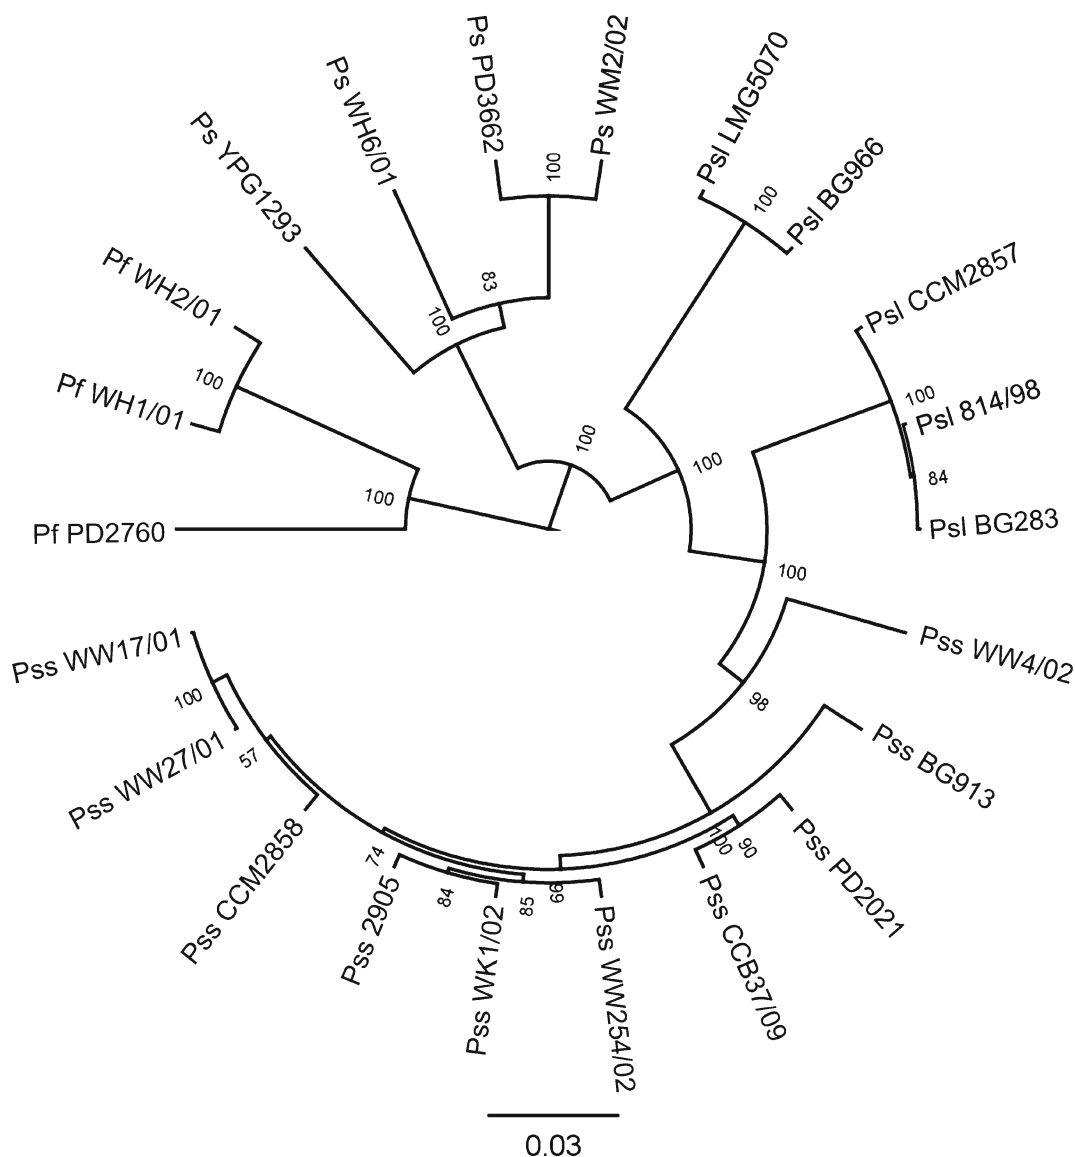 Ps PD3662
Ps WM2/02
Psl LMG5070
Ps WH6/01
Ps YPG1293
100
100
Psl BG966
Pf WH2/01
83
100
Psl CCM2857
100
Pf WH1/01
100
Psl 814/98
100
100
84
100
Pf PD2760
Psl BG283
100
Pss WW17/01
Pss WW4/02
100
98
Pss WW27/01
57
Pss BG913
74
100
90
Pss CCM2858
Pss 2905
84
85
66
Pss PD2021
Pss WK1/02
Pss WW254/02
Pss CCB37/09
0.03